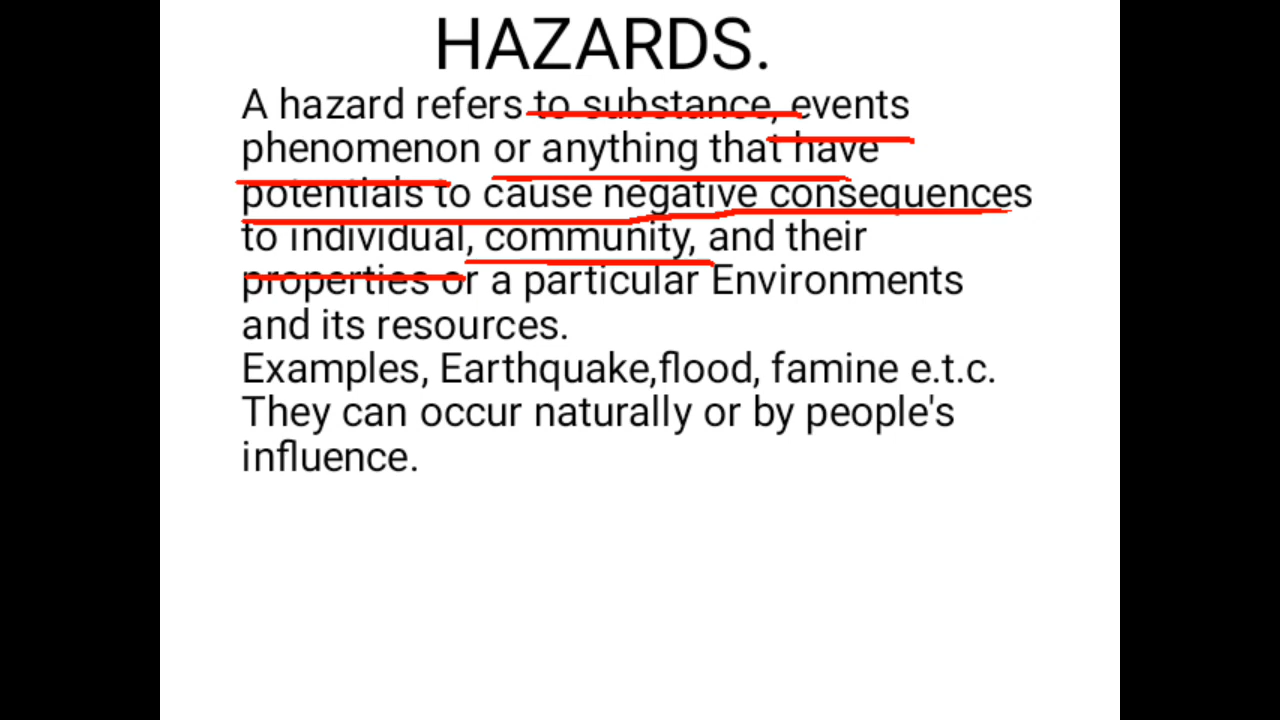 HAZARDS.
A hazard refers to substance, events
phenomenon or anything that have
potentials to cause negative consequences
to individual, community, and their
properties or a particular Environments
and its resources.
Examples, Earthquake,flood, famine e.t.c.
They can occur naturally or by people's
influence.